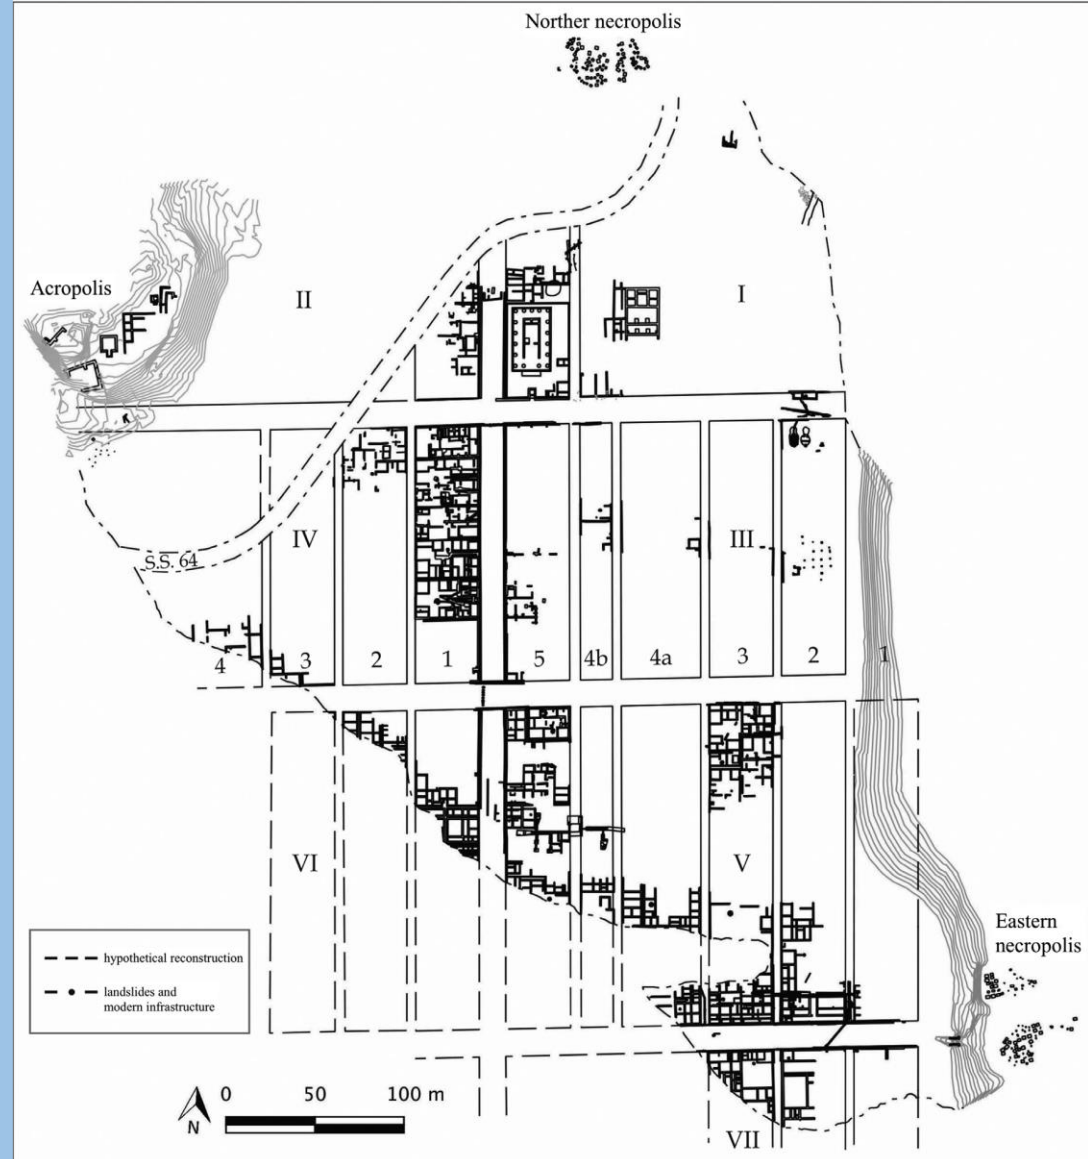 Norther necropolis
Acropolis
II
I
IV
S.S. 64
III
4
3
2
1
5
4b
4a
3
2
1
VI
V
Eastern
necropolis
hypothetical reconstruction
landslides and
modern infrastructure
0
50
100 m
N
VII